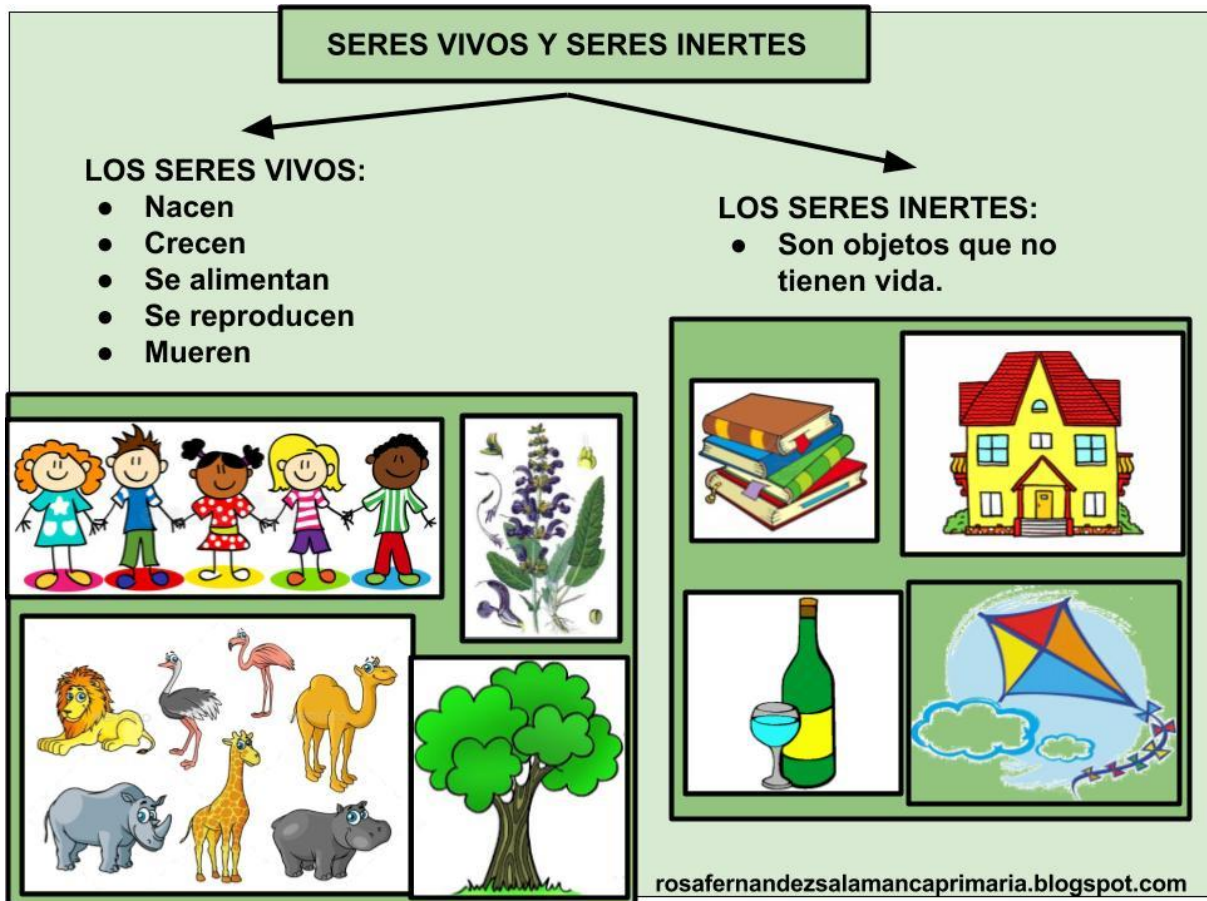 SERES VIVOS Y SERES INERTES
LOS SERES VIVOS:
● Nacen
● Crecen
● Se alimentan
● Se reproducen
● Mueren
LOS SERES INERTES:
● Son objetos que no
tienen vida.
rosafernandezsalamancaprimaria.blogspot.com